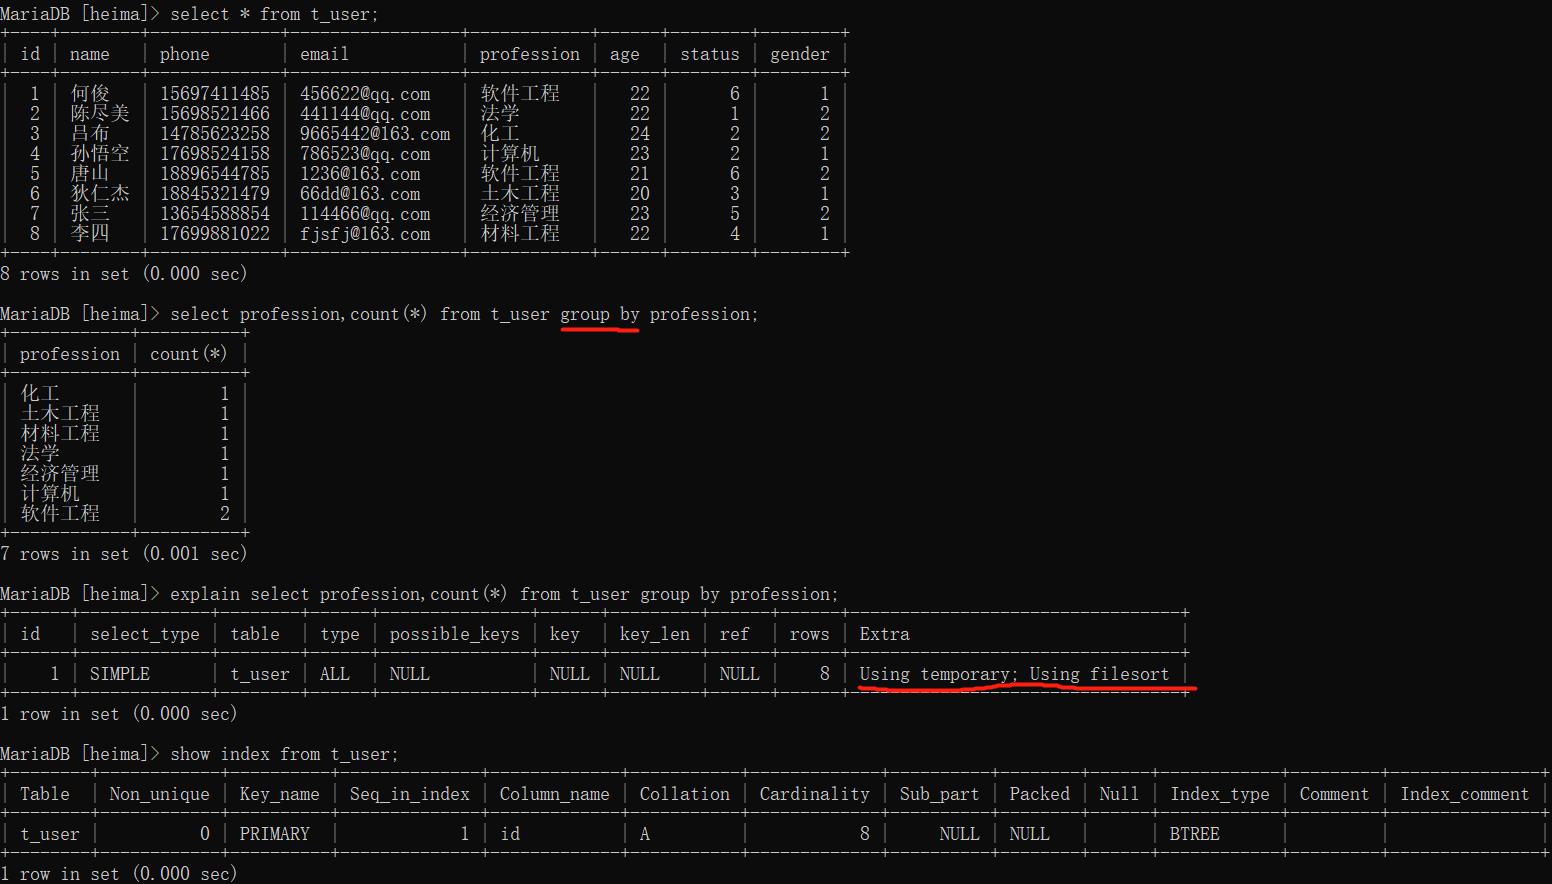 MariaDB [heima]> select * from t_user;
| id | name | phone | email | profession | age | status | gender |
| 1 | 何俊 | 15697411485 | 456622@qq.com | 软件工程 | 22 | 6 | 1 |
| 2 | 陈尽美 | 15698521466 | 441144@qq.com | 法学 | 22 | 1 | 2 |
| 3 | 吕布 | 14785623258 | 9665442@163.com | 化工 | 24 | 2 | 2 |
| 4 | 孙悟空 | 17698524158 | 786523@qq.com | 计算机 | 23 | 2 | 1 |
| 5 | 唐山 | 18896544785 | 1236@163.com | 软件工程 | 21 | 6 | 2 |
| 6 | 狄仁杰 | 18845321479 | 66dd@163.com | 土木工程 | 20 | 3 | 1 |
| 7 | 张三 | 13654588854 | 114466@qq.com | 经济管理 | 23 | 5 | 2 |
| 8 | 李四 | 17699881022 | fjsfj@163.com | 材料工程 | 22 | 4 | 1 |
8 rows in set (0.000 sec)
MariaDB [heima]> select profession,count(*) from t_user group by profession;
| profession | count(*) |
| 化工 | 1 |
| 土木工程 | 1 |
| 材料工程 | 1 |
| 法学 | 1 |
| 经济管理 | 1 |
| 计算机 | 1 |
| 软件工程 | 2 |
7 rows in set (0.001 sec)
MariaDB [heima]> explain select profession,count(*) from t_user group by profession;
| id | select_type | table | type | possible_keys | key | key_len | ref | rows | Extra |
| 1 | SIMPLE | t_user | ALL | NULL | NULL | NULL | NULL | 8 | Using temporary; Using filesort |
1 row in set (0.000 sec)
MariaDB [heima]> show index from t_user;
| Table | Non_unique | Key_name | Seq_in_index | Column_name | Collation | Cardinality | Sub_part | Packed | Null | Index_type | Comment | Index_comment |
| t_user | 0 | PRIMARY | 1 | id | A | 8 | NULL | NULL | | BTREE | | |
1 row in set (0.000 sec)